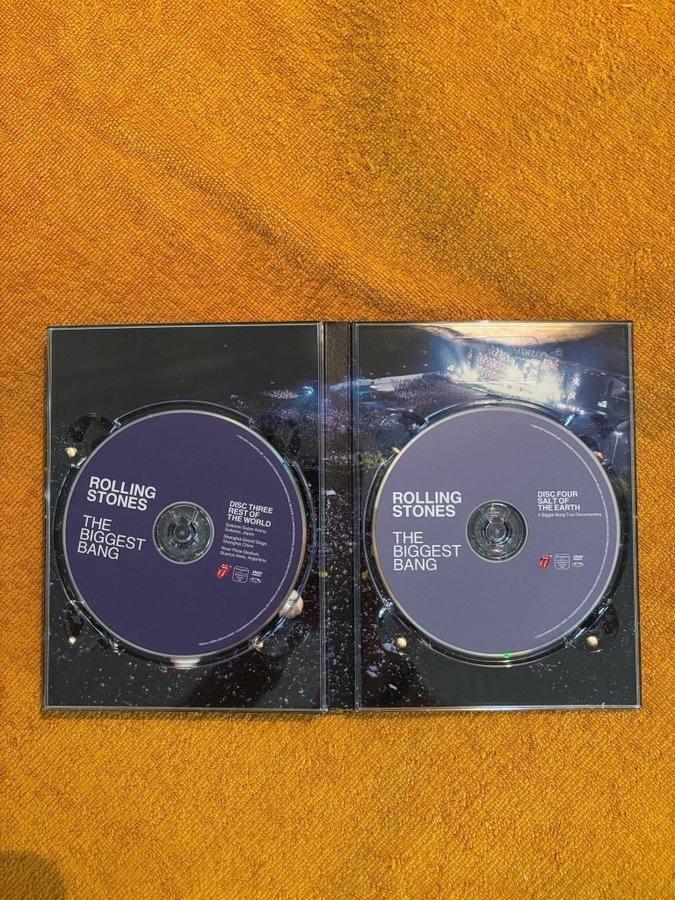 ROLLING
STONES
THE
BIGGEST
BANG
DISC THREE
REST OF
THE WORLD
Saitama Super Arena,
Saitama, Japan
Shanghai Grand Stage,
Shanghai, China
River Plate Stadium,
Buenos Aires, Argentina
DVD
ROLLING
STONES
THE
BIGGEST
BANG
DISC FOUR
SALT OF
THE EARTH
A Bigger Bang Tour Documentary
DVD